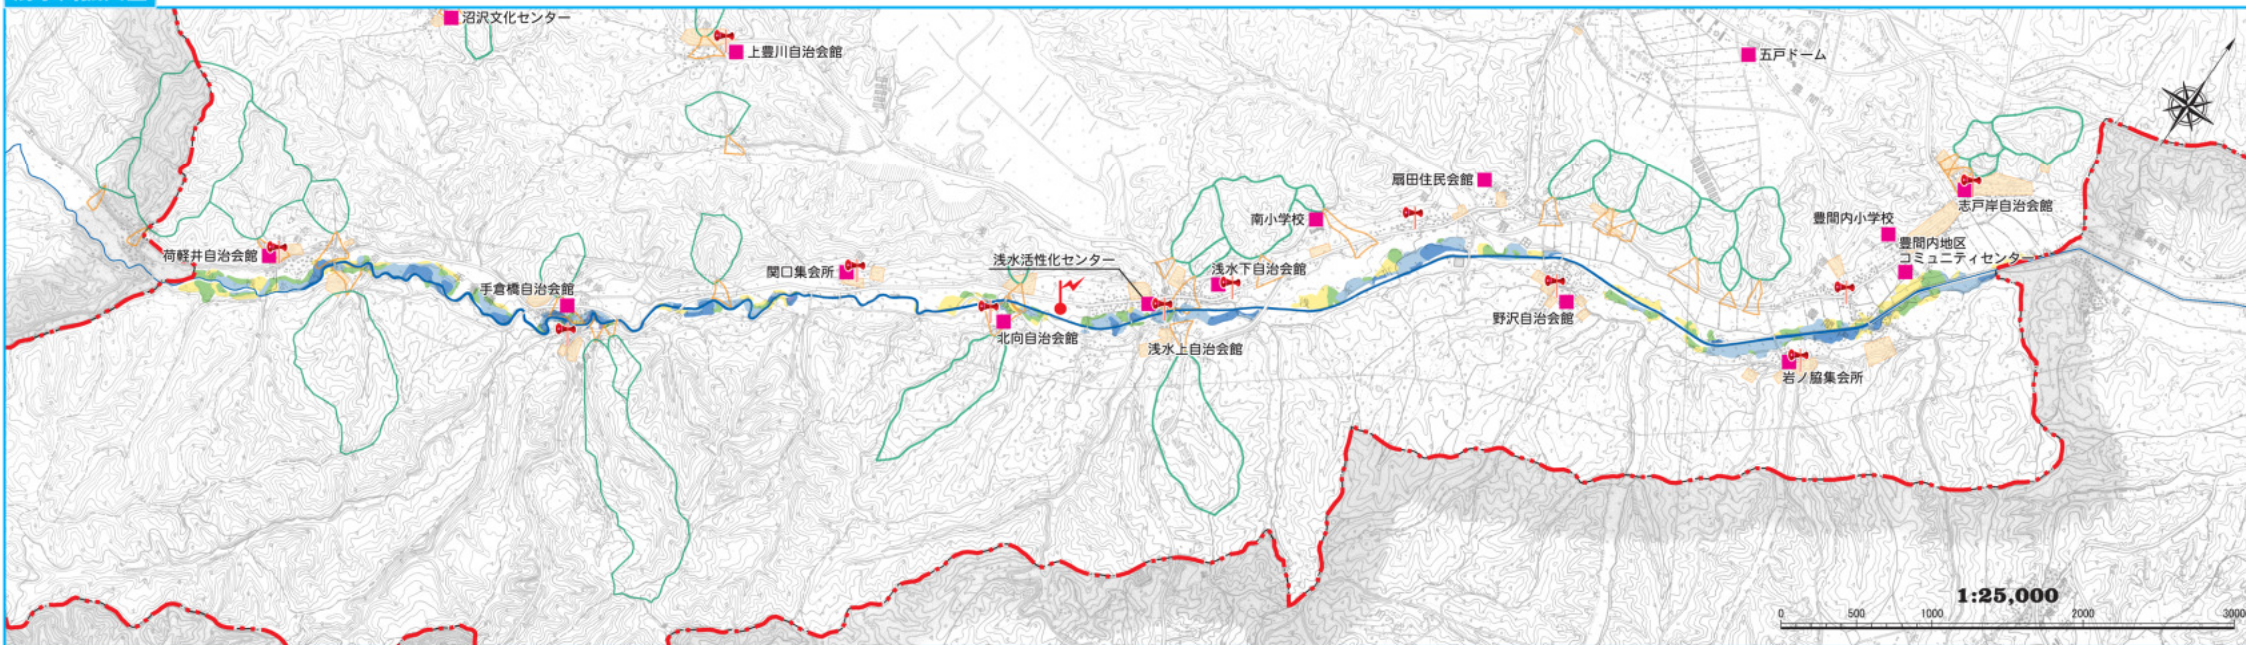 沼沢文化センター
上豊川自治会館
五戸ドーム
豊間内
扇田住民会館
南小学校
志戸岸自治会館
豊間内小学校
豊間内地区
コミュニティセンター
荷軽井自治会館
関口集会所
浅水活性化センター
浅水下自治会館
手倉橋自治会館
野沢自治会館
北向自治会館
浅水上自治会館
岩ノ脇集会所
1:25,000
0 500 1000 2000 3000